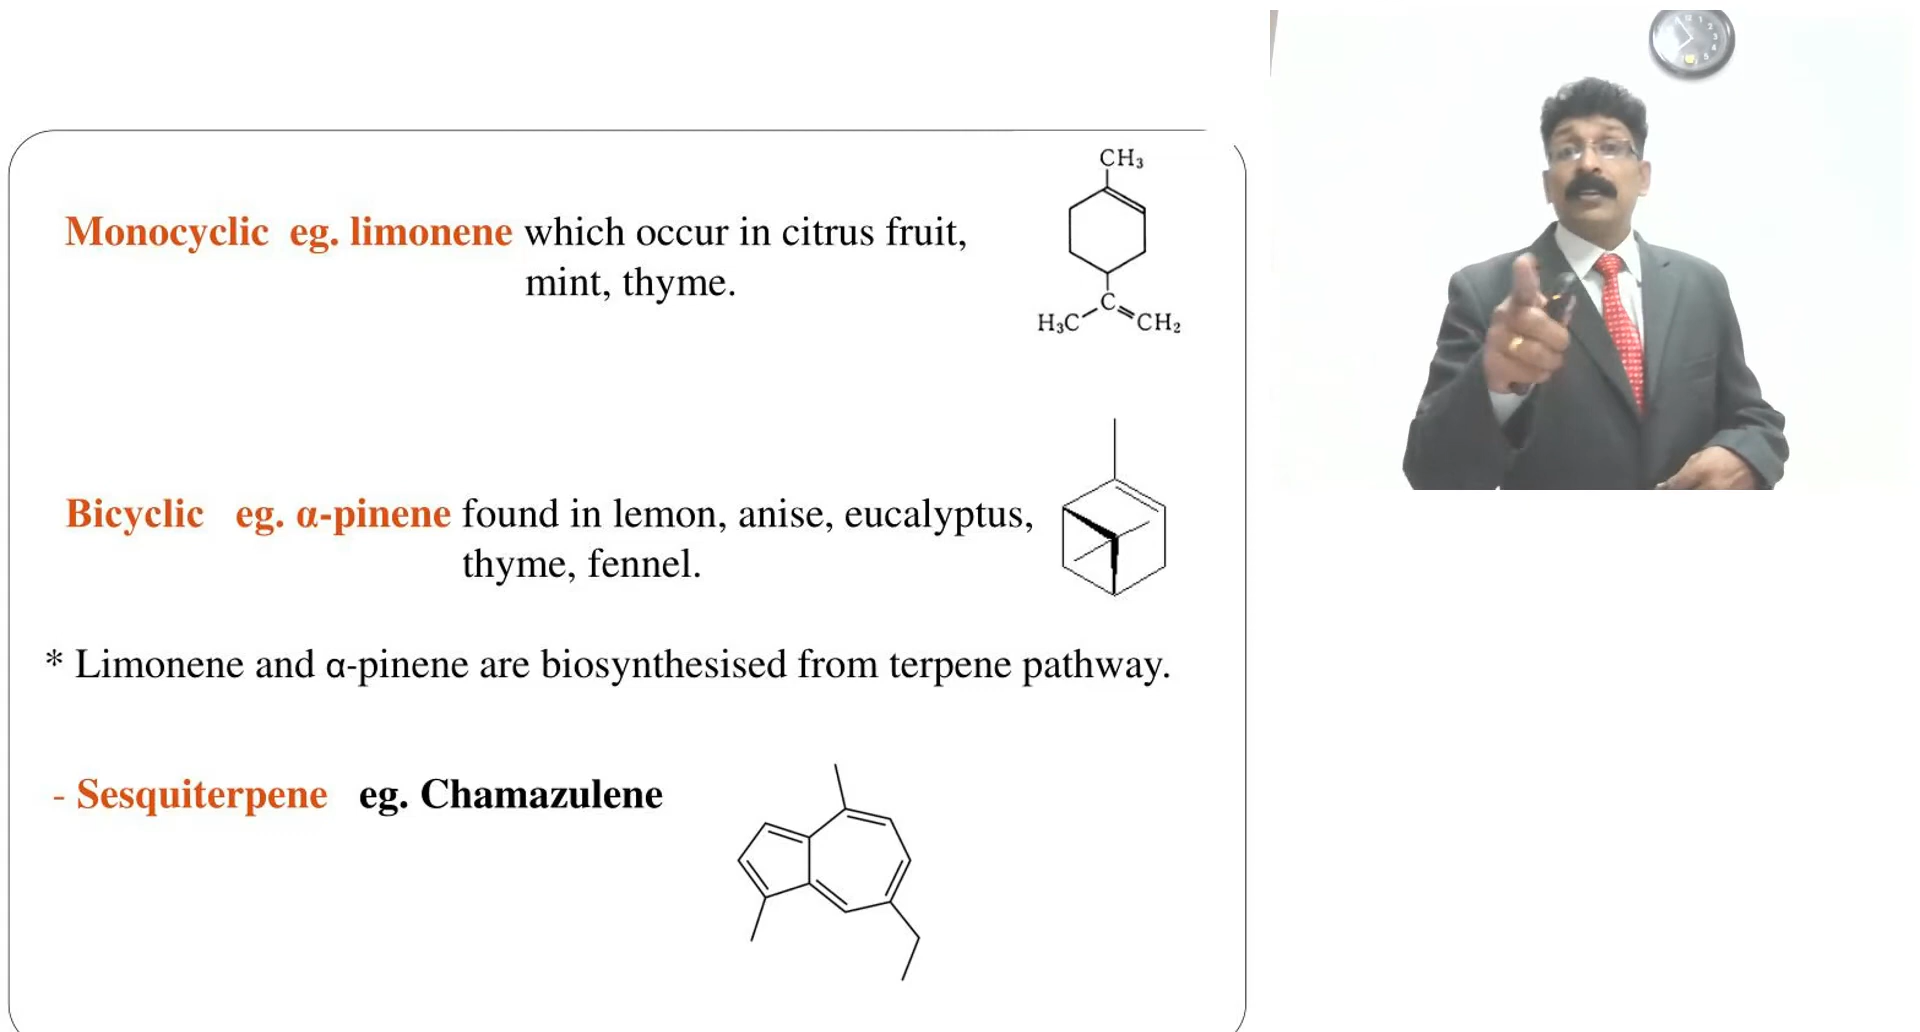 CH₃
Monocyclic eg. limonene which occur in citrus fruit,
mint, thyme.
C
H₃C CH₂
Bicyclic eg. α-pinene found in lemon, anise, eucalyptus,
thyme, fennel.
* Limonene and α-pinene are biosynthesised from terpene pathway.
- Sesquiterpene eg. Chamazulene